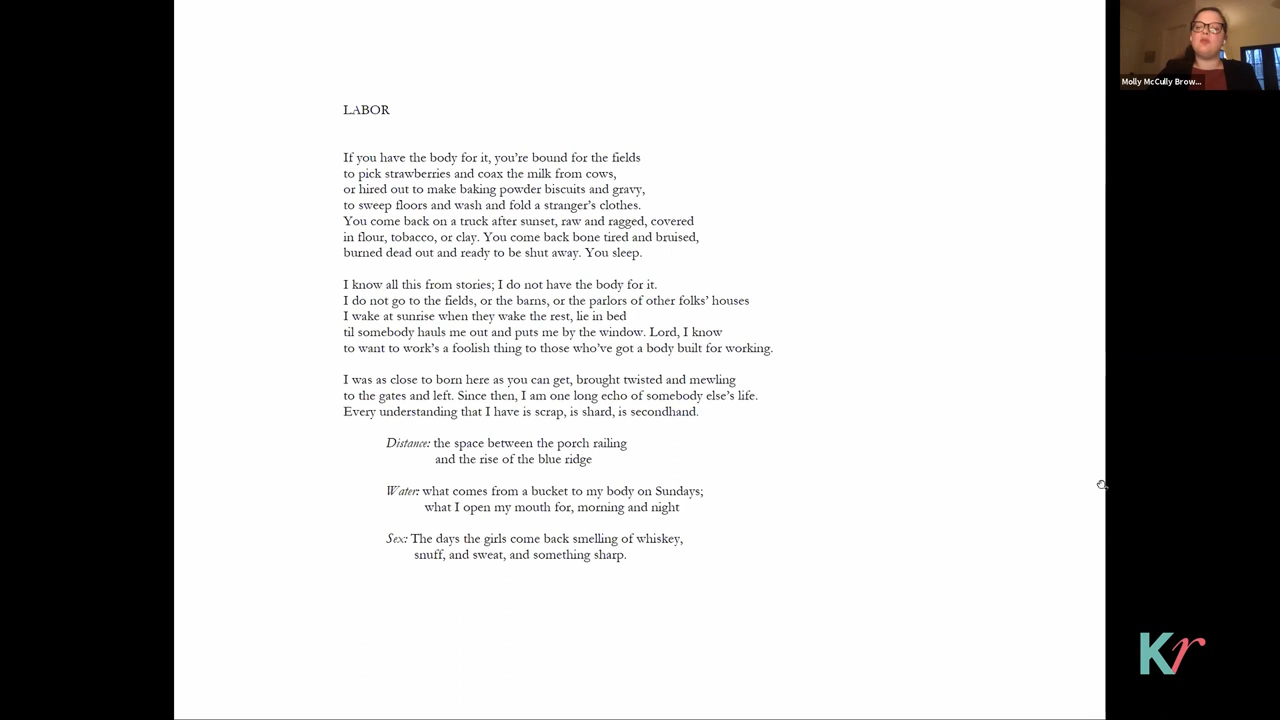 Molly McCully Brow...
LABOR
If you have the body for it, you’re bound for the fields
to pick strawberries and coax the milk from cows,
or hired out to make baking powder biscuits and gravy,
to sweep floors and wash and fold a stranger’s clothes.
You come back on a truck after sunset, raw and ragged, covered
in flour, tobacco, or clay. You come back bone tired and bruised,
burned dead out and ready to be shut away. You sleep.
I know all this from stories; I do not have the body for it.
I do not go to the fields, or the barns, or the parlors of other folks’ houses
I wake at sunrise when they wake the rest, lie in bed
til somebody hauls me out and puts me by the window. Lord, I know
to want to work’s a foolish thing to those who’ve got a body built for working.
I was as close to born here as you can get, brought twisted and mewling
to the gates and left. Since then, I am one long echo of somebody else’s life.
Every understanding that I have is scrap, is shard, is secondhand.
Distance: the space between the porch railing
and the rise of the blue ridge
Water: what comes from a bucket to my body on Sundays;
what I open my mouth for, morning and night
Sex: The days the girls come back smelling of whiskey,
snuff, and sweat, and something sharp.
Kr